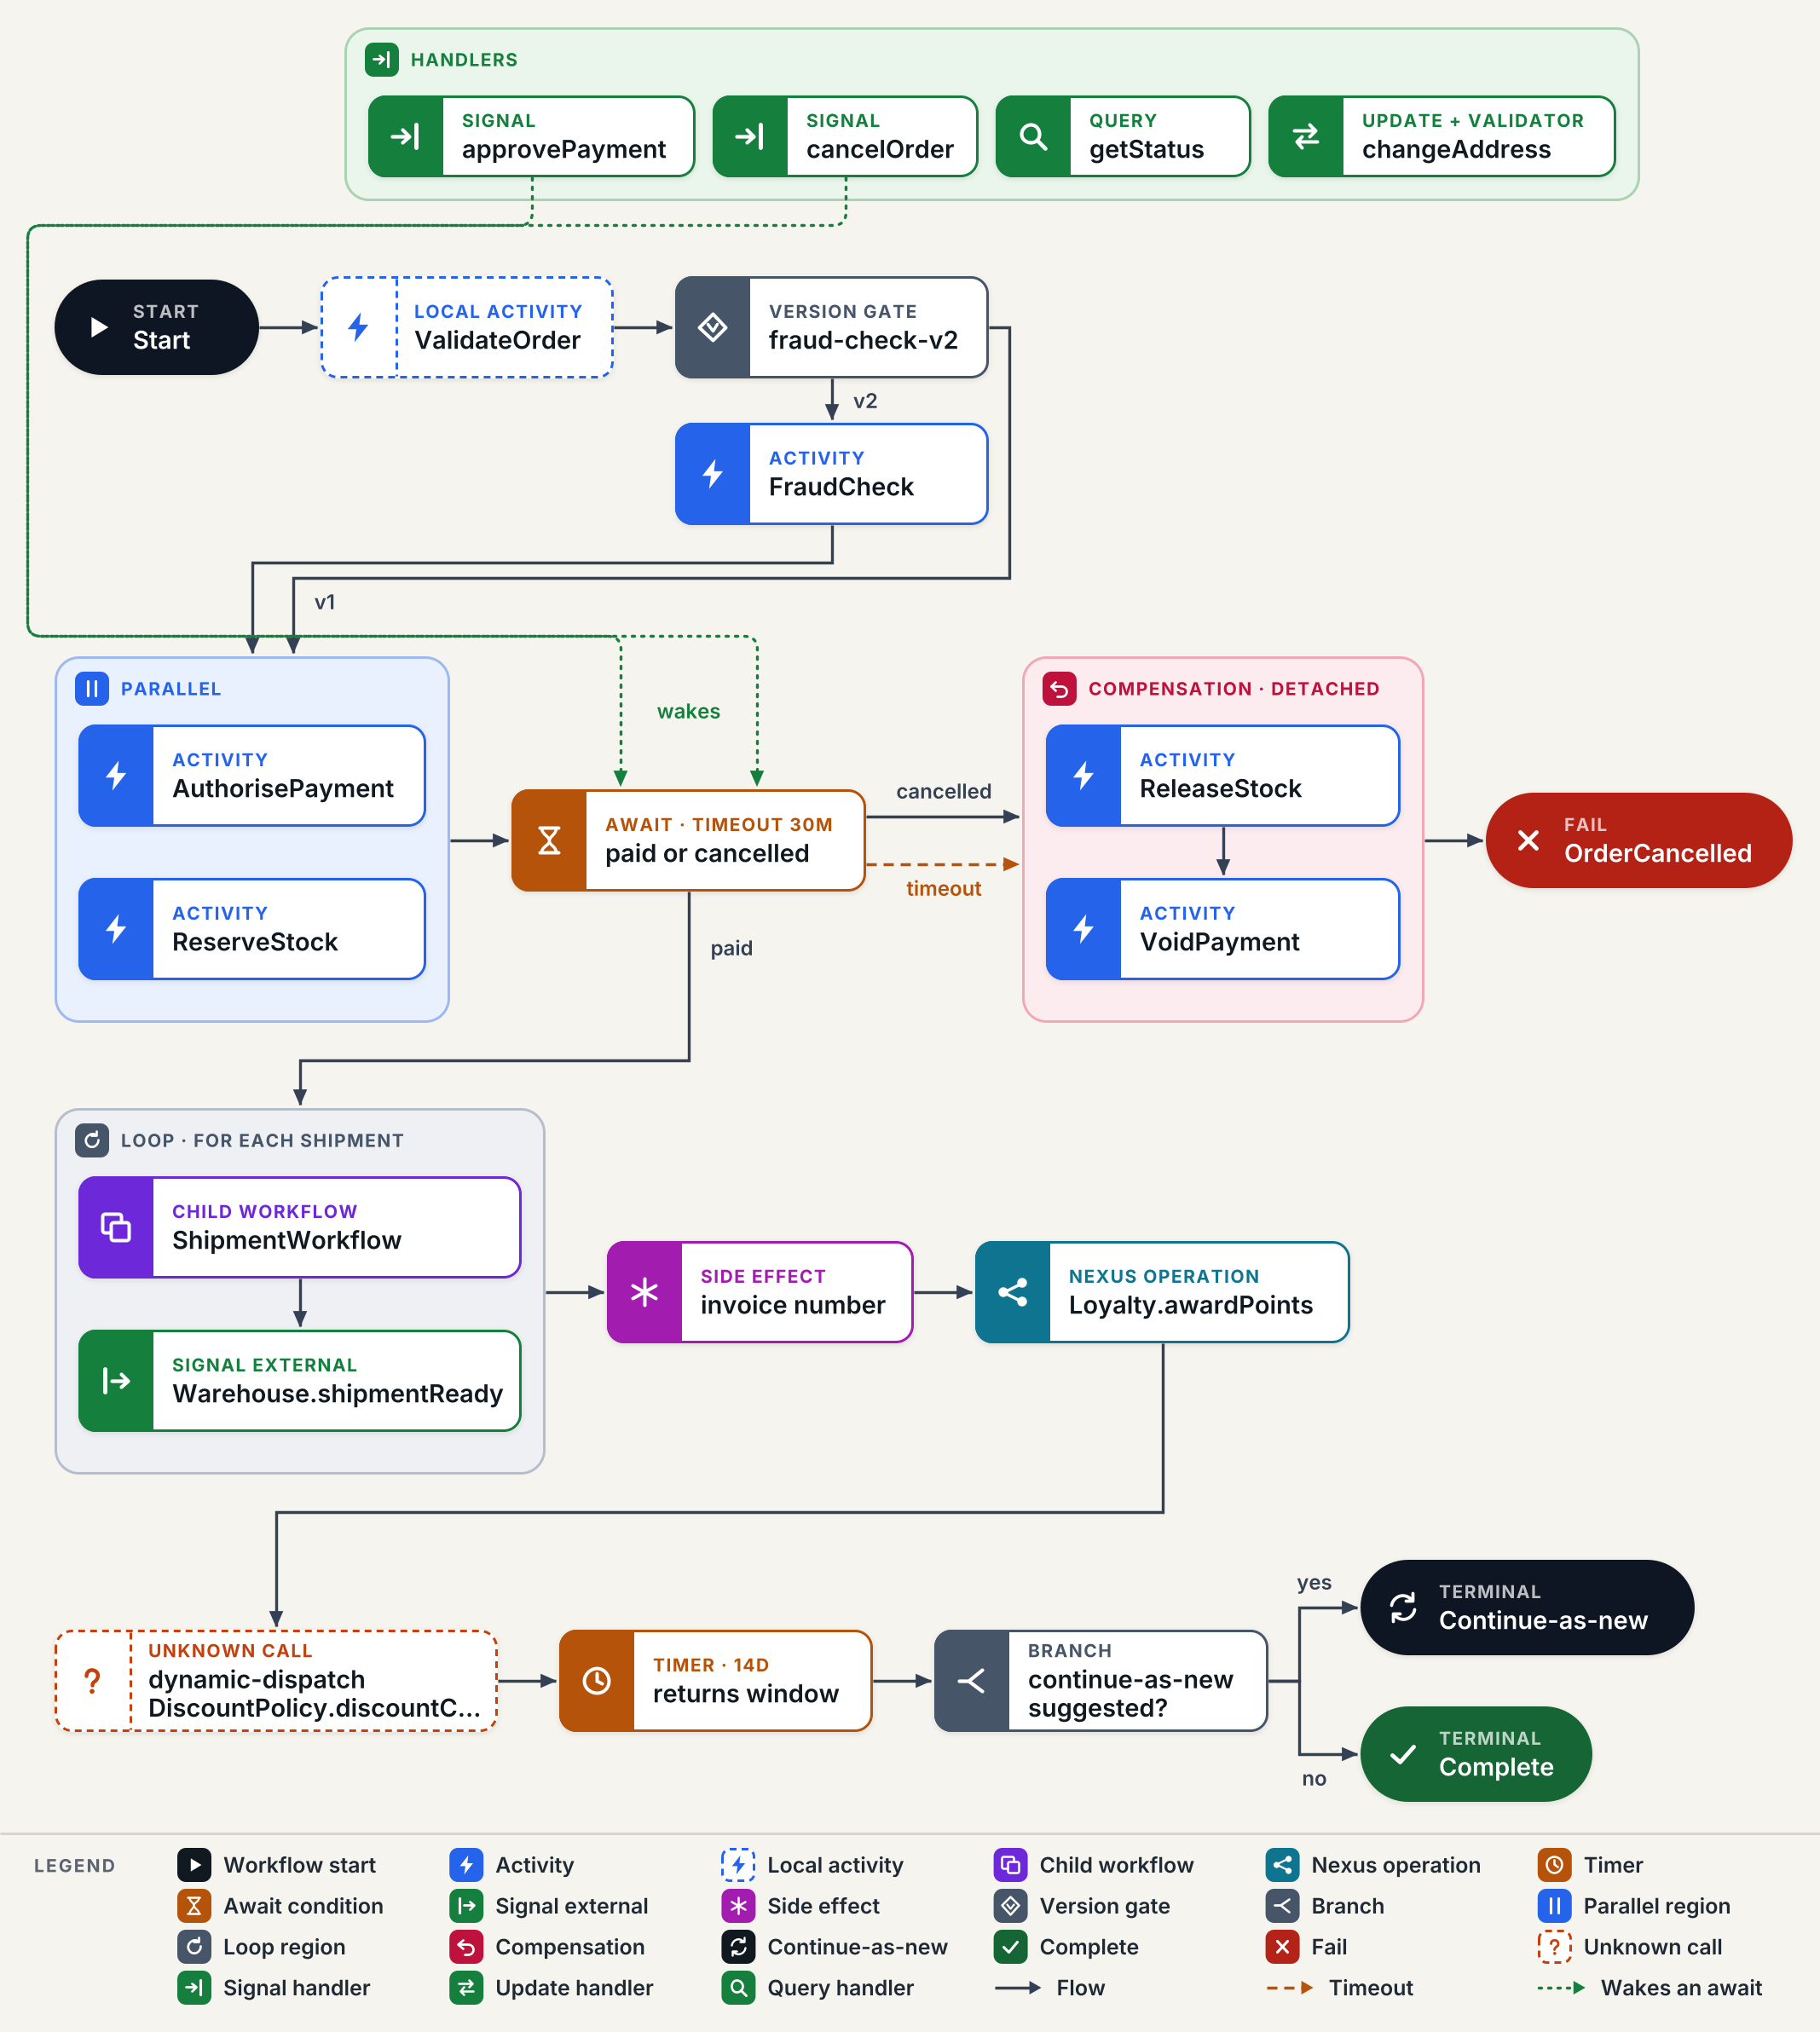 HANDLERS
SIGNAL
approvePayment
SIGNAL
cancelOrder
QUERY
getStatus
UPDATE + VALIDATOR
changeAddress
START
Start
LOCAL ACTIVITY
ValidateOrder
VERSION GATE
fraud-check-v2
v2
ACTIVITY
FraudCheck
v1
PARALLEL
ACTIVITY
AuthorisePayment
ACTIVITY
ReserveStock
wakes
AWAIT · TIMEOUT 30M
paid or cancelled
cancelled
timeout
paid
COMPENSATION · DETACHED
ACTIVITY
ReleaseStock
ACTIVITY
VoidPayment
FAIL
OrderCancelled
LOOP · FOR EACH SHIPMENT
CHILD WORKFLOW
ShipmentWorkflow
SIGNAL EXTERNAL
Warehouse.shipmentReady
SIDE EFFECT
invoice number
NEXUS OPERATION
Loyalty.awardPoints
UNKNOWN CALL
dynamic-dispatch
DiscountPolicy.discountC...
TIMER · 14D
returns window
BRANCH
continue-as-new
suggested?
yes
TERMINAL
Continue-as-new
no
TERMINAL
Complete
LEGEND
Workflow start
Activity
Local activity
Child workflow
Nexus operation
Timer
Await condition
Signal external
Side effect
Version gate
Branch
Parallel region
Loop region
Compensation
Continue-as-new
Complete
Fail
Unknown call
Signal handler
Update handler
Query handler
Flow
Timeout
Wakes an await